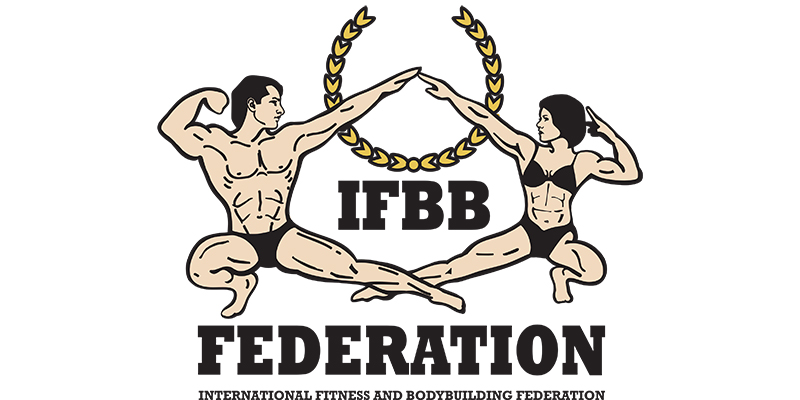 IFBB
FEDERATION
INTERNATIONAL FITNESS AND BODYBUILDING FEDERATION